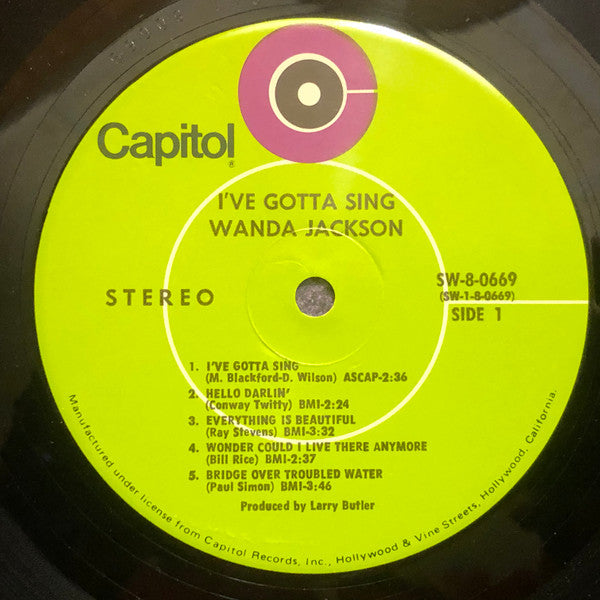 Capitol®
I'VE GOTTA SING
WANDA JACKSON
STEREO
SW-8-0669
(SW-1-8-0669)
SIDE 1
1. I'VE GOTTA SING
(M. Blackford-D. Wilson) ASCAP-2:36
2. HELLO DARLIN'
(Conway Twitty) BMI-2:24
3. EVERYTHING IS BEAUTIFUL
(Ray Stevens) BMI-3:32
4. WONDER COULD I LIVE THERE ANYMORE
(Bill Rice) BMI-2:37
5. BRIDGE OVER TROUBLED WATER
(Paul Simon) BMI-3:46
Produced by Larry Butler
Manufactured under license from Capitol Records, Inc., Hollywood & Vine Streets, Hollywood, California.